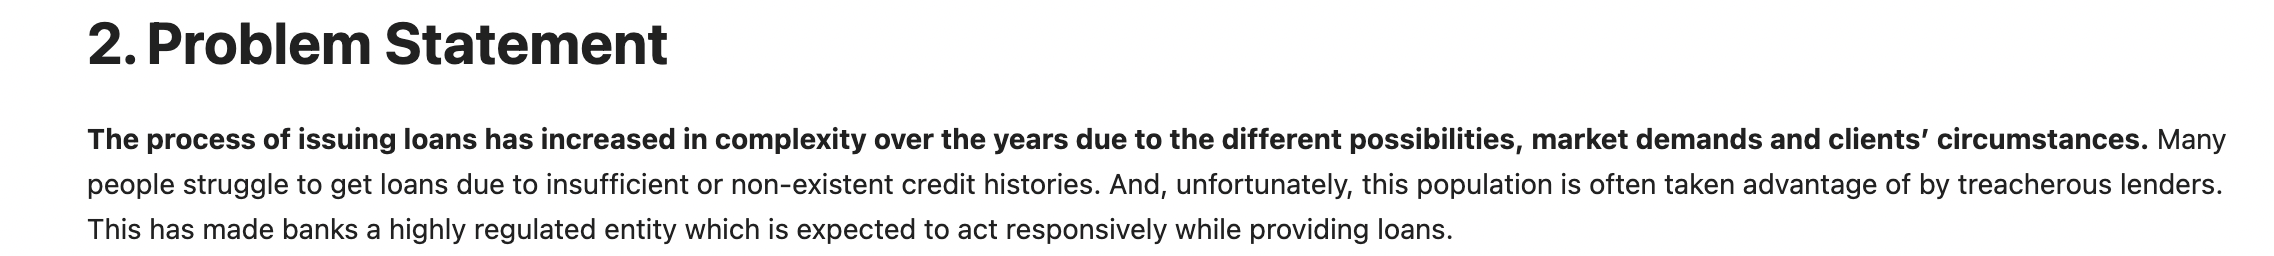 2. Problem Statement
The process of issuing loans has increased in complexity over the years due to the different possibilities, market demands and clients’ circumstances. Many
people struggle to get loans due to insufficient or non-existent credit histories. And, unfortunately, this population is often taken advantage of by treacherous lenders.
This has made banks a highly regulated entity which is expected to act responsively while providing loans.